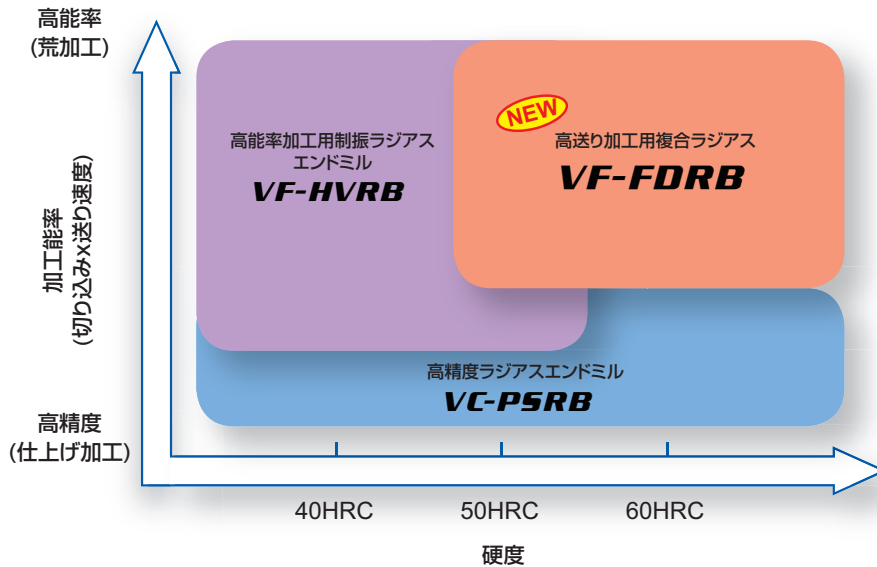 高能率
(荒加工)
NEW
高能率加工用制振ラジアス
エンドミル
VF-HVRB
高送り加工用複合ラジアス
VF-FDRB
加工能率
(切り込みx送り速度)
高精度ラジアスエンドミル
VC-PSRB
高精度
(仕上げ加工)
40HRC
50HRC
60HRC
硬度